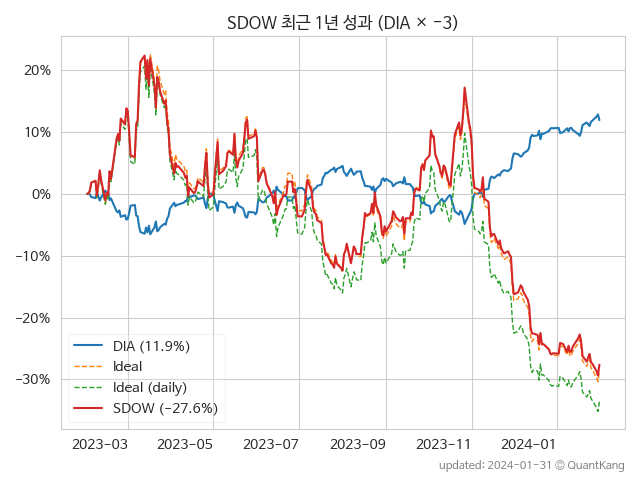 SDOW 최근 1년 성과 (DIA × −3)
20%
10%
0%
−10%
−20%
−30%
DIA (11.9%)
Ideal
Ideal (daily)
SDOW (−27.6%)
2023-03 2023-05 2023-07 2023-09 2023-11 2024-01
updated: 2024-01-31 © QuantKang